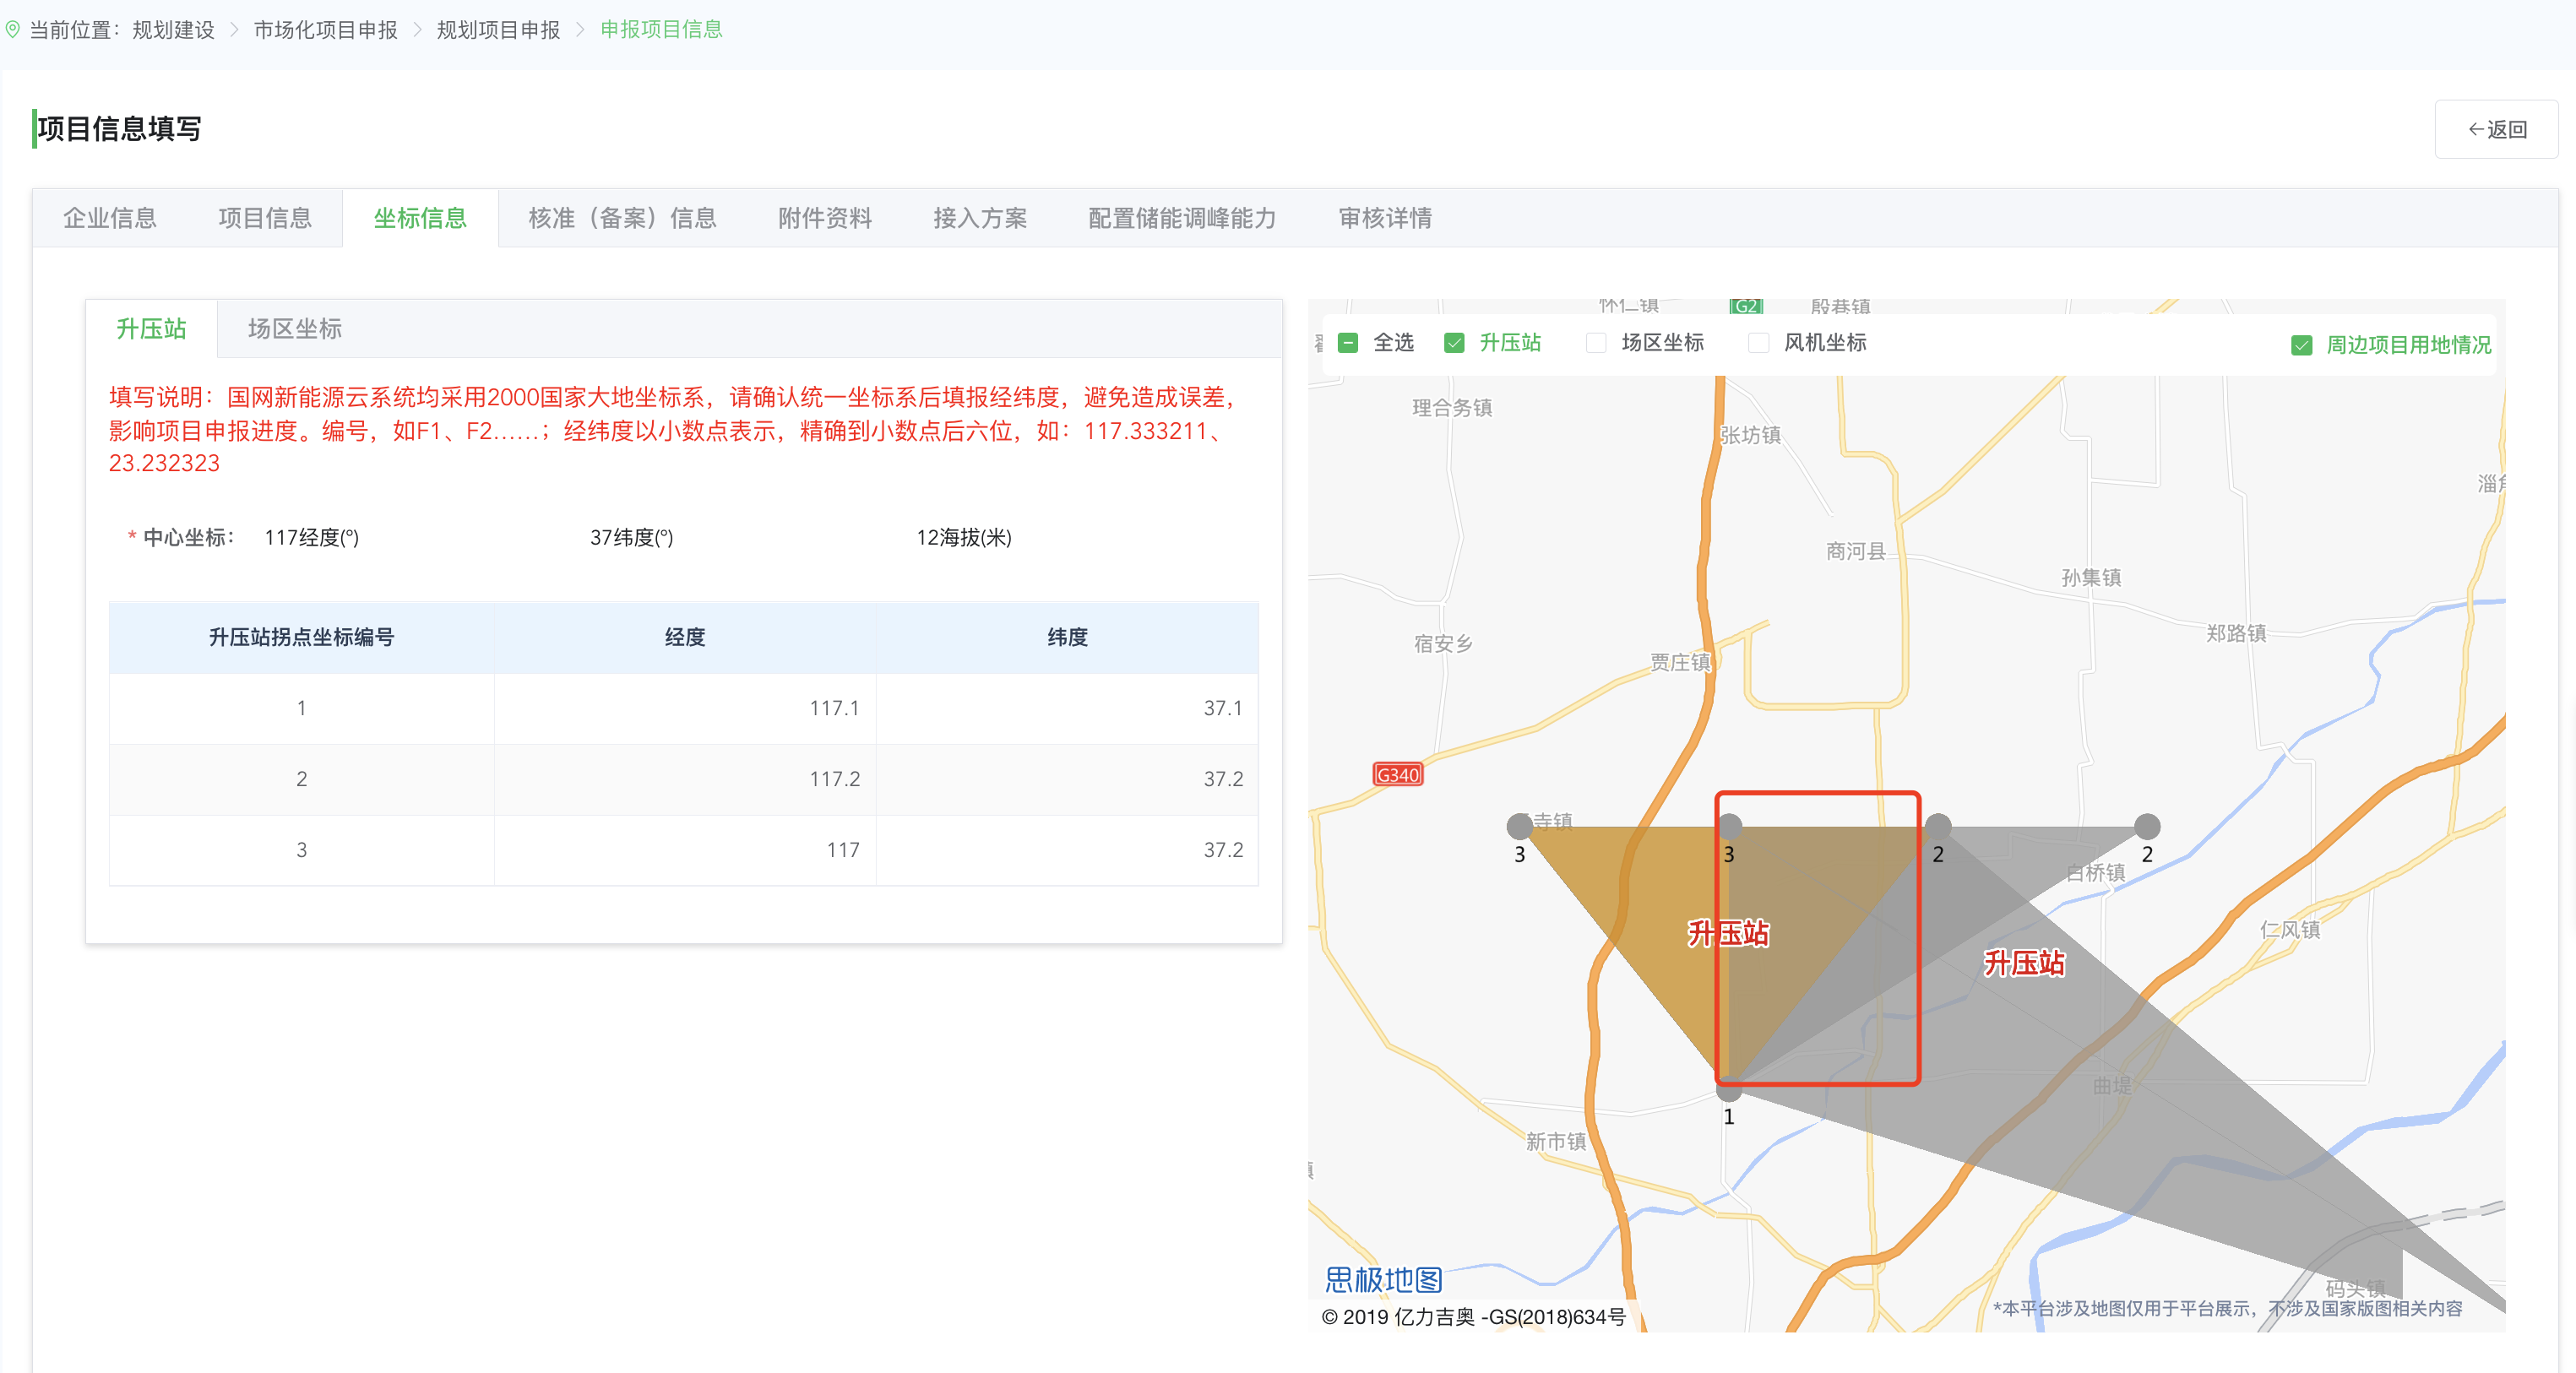 当前位置： 规划建设 > 市场化项目申报 > 规划项目申报 > 申报项目信息
项目信息填写
←返回
企业信息 项目信息 坐标信息 核准（备案）信息 附件资料 接入方案 配置储能调峰能力 审核详情
升压站 场区坐标
填写说明：国网新能源云系统均采用2000国家大地坐标系，请确认统一坐标系后填报经纬度，避免造成误差，
影响项目申报进度。编号，如F1、F2……；经纬度以小数点表示，精确到小数点后六位，如：117.333211、
23.232323
* 中心坐标： 117经度(°) 37纬度(°) 12海拔(米)
升压站拐点坐标编号 经度 纬度
1 117.1 37.1
2 117.2 37.2
3 117 37.2
怀仁镇 G2 殷巷镇
全选 升压站 场区坐标 风机坐标 周边项目用地情况
理合务镇
张坊镇
商河县
孙集镇
郑路镇
宿安乡
贾庄镇
G340
寺镇
3 3 2 2
白桥镇
仁风镇
升压站
升压站
曲堤
1
新市镇
码头镇
思极地图
*本平台涉及地图仅用于平台展示，不涉及国家版图相关内容
© 2019 亿力吉奥 -GS(2018)634号